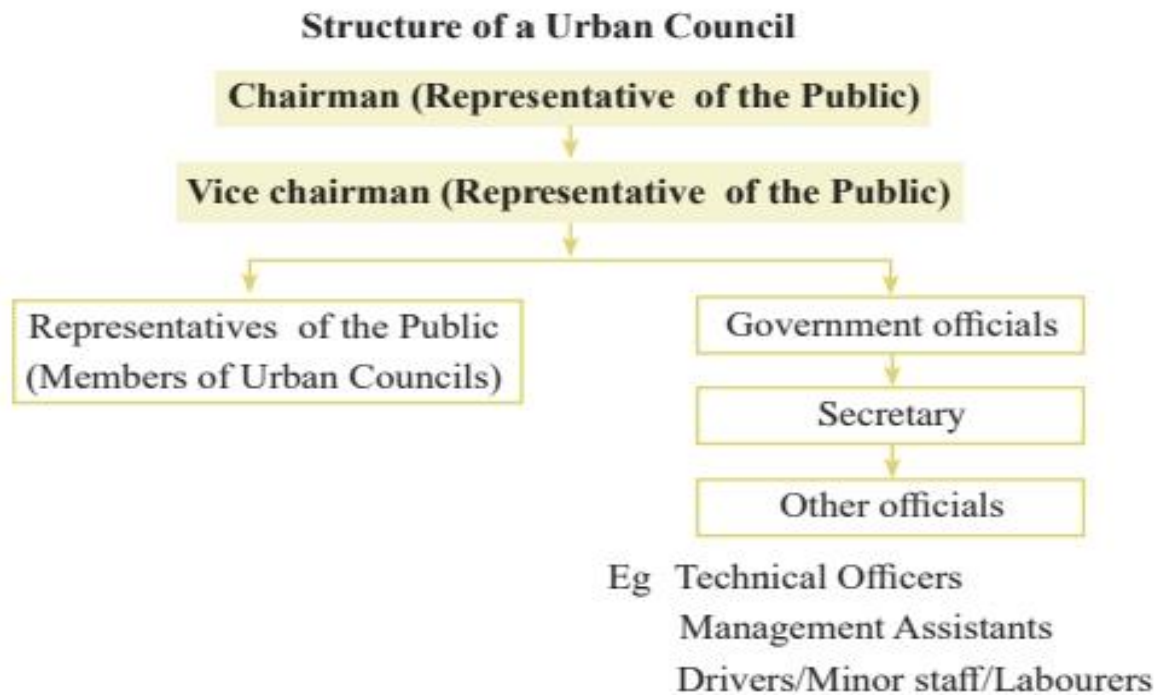 Structure of a Urban Council
Chairman (Representative of the Public)
Vice chairman (Representative of the Public)
Representatives of the Public
(Members of Urban Councils)
Government officials
Secretary
Other officials
Eg Technical Officers
Management Assistants
Drivers/Minor staff/Labourers